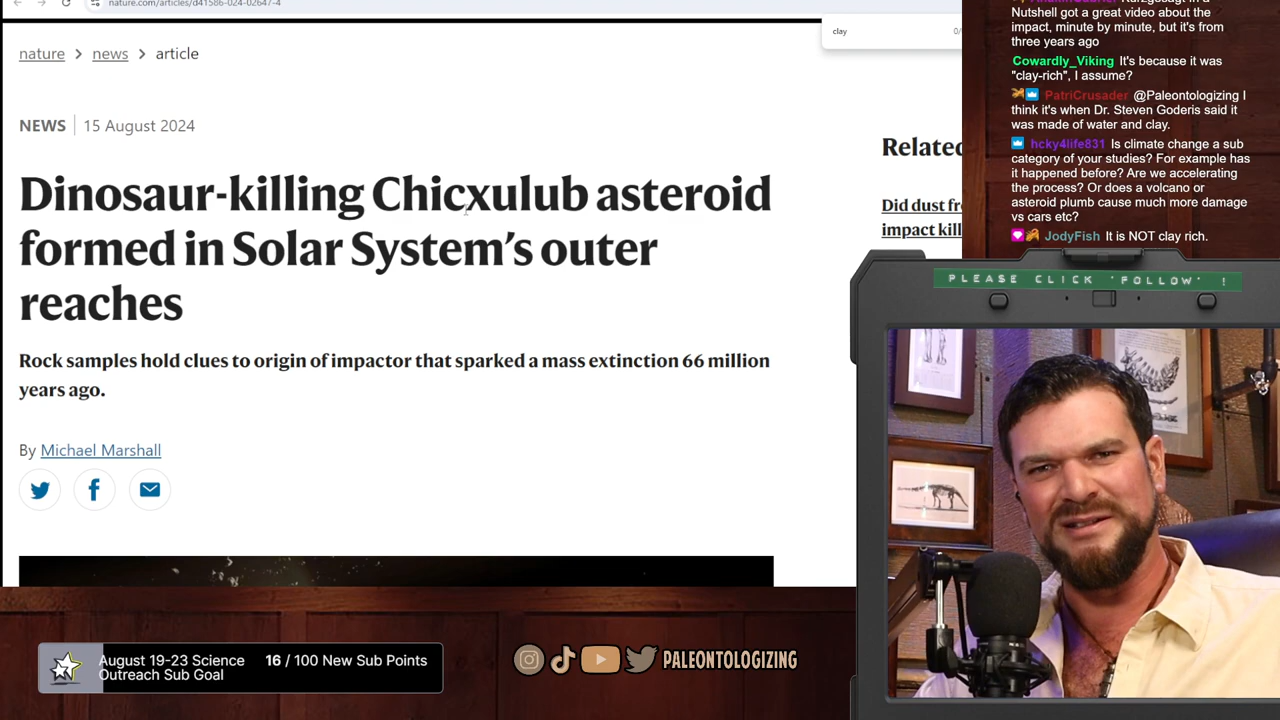 nature.com/articles/d41586-024-02647-4
clay
0/
nature > news > article
NEWS | 15 August 2024
Dinosaur-killing Chicxulub asteroid
formed in Solar System's outer
reaches
Rock samples hold clues to origin of impactor that sparked a mass extinction 66 million
years ago.
By Michael Marshall
Related
Did dust fr
impact kill
Nutshell got a great video about the
impact, minute by minute, but it's from
three years ago
Cowardly_Viking It's because it was
"clay-rich", I assume?
PatriCrusader @Paleontologizing I
think it's when Dr. Steven Goderis said it
was made of water and clay.
hcky4life831 Is climate change a sub
category of your studies? For example has
it happened before? Are we accelerating
the process? Or does a volcano or
asteroid plumb cause much more damage
vs cars etc?
JodyFish It is NOT clay rich.
PLEASE CLICK "FOLLOW" !
August 19-23 Science
Outreach Sub Goal
16 / 100 New Sub Points
PALEONTOLOGIZING